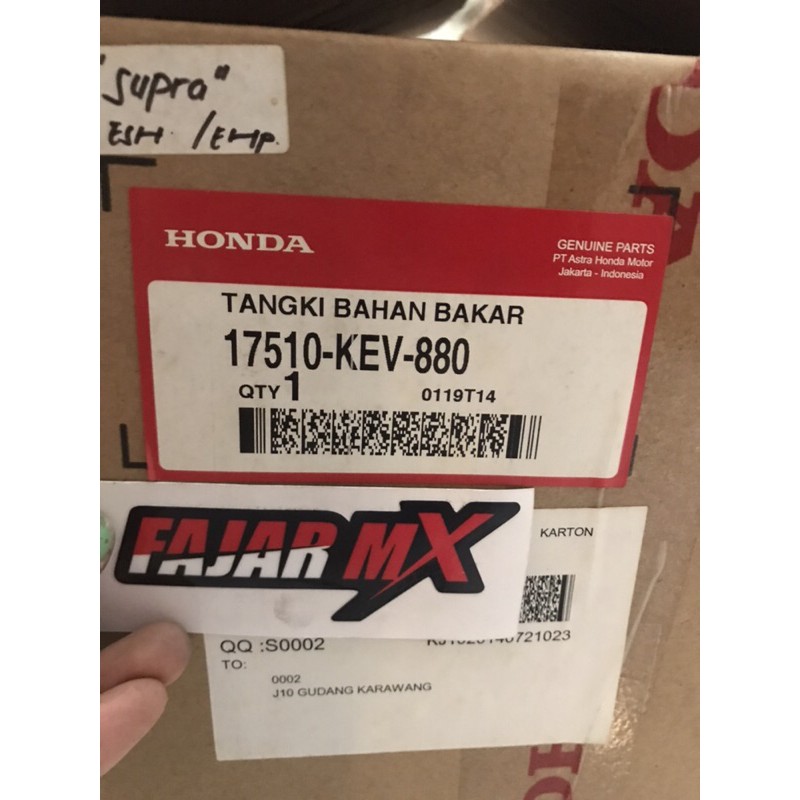 "Supra"
ESH. /EHP.
HONDA
GENUINE PARTS
PT Astra Honda Motor
Jakarta - Indonesia
TANGKI BAHAN BAKAR
17510-KEV-880
QTY 1
0119T14
FAJAR MX
KARTON
QQ :S0002
TO:
0002
J10 GUDANG KARAWANG